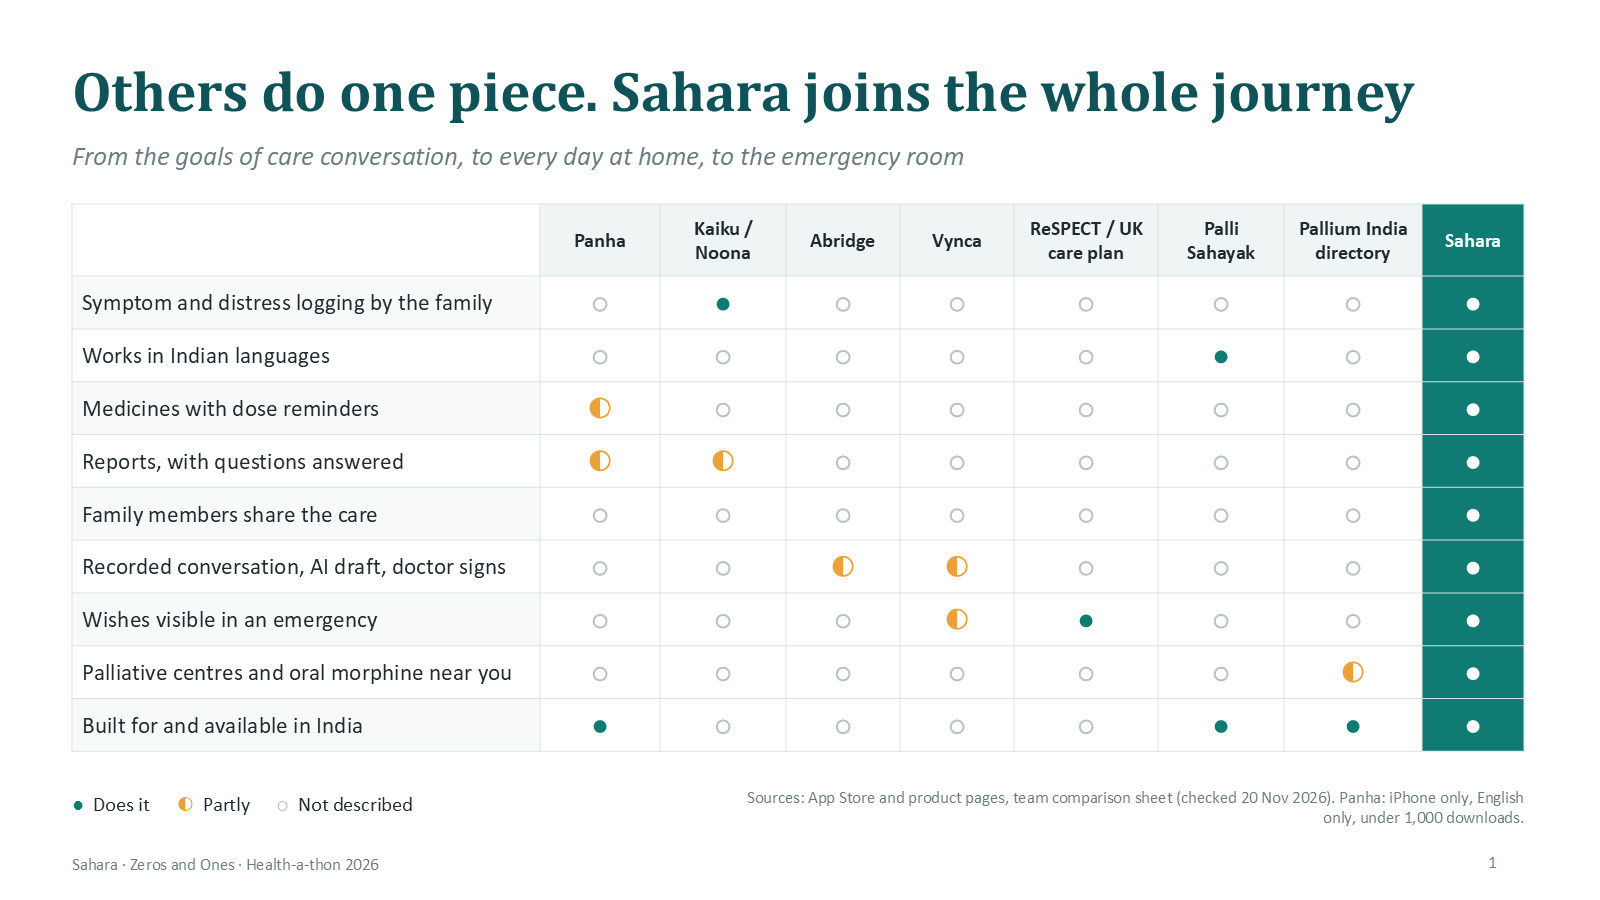 Others do one piece. Sahara joins the whole journey
From the goals of care conversation, to every day at home, to the emergency room
Panha
Kaiku /
Noona
Abridge
Vynca
ReSPECT / UK
care plan
Palli
Sahayak
Pallium India
directory
Sahara
Symptom and distress logging by the family
Works in Indian languages
Medicines with dose reminders
Reports, with questions answered
Family members share the care
Recorded conversation, AI draft, doctor signs
Wishes visible in an emergency
Palliative centres and oral morphine near you
Built for and available in India
Does it
Partly
Not described
Sources: App Store and product pages, team comparison sheet (checked 20 Nov 2026). Panha: iPhone only, English
only, under 1,000 downloads.
Sahara · Zeros and Ones · Health-a-thon 2026
1